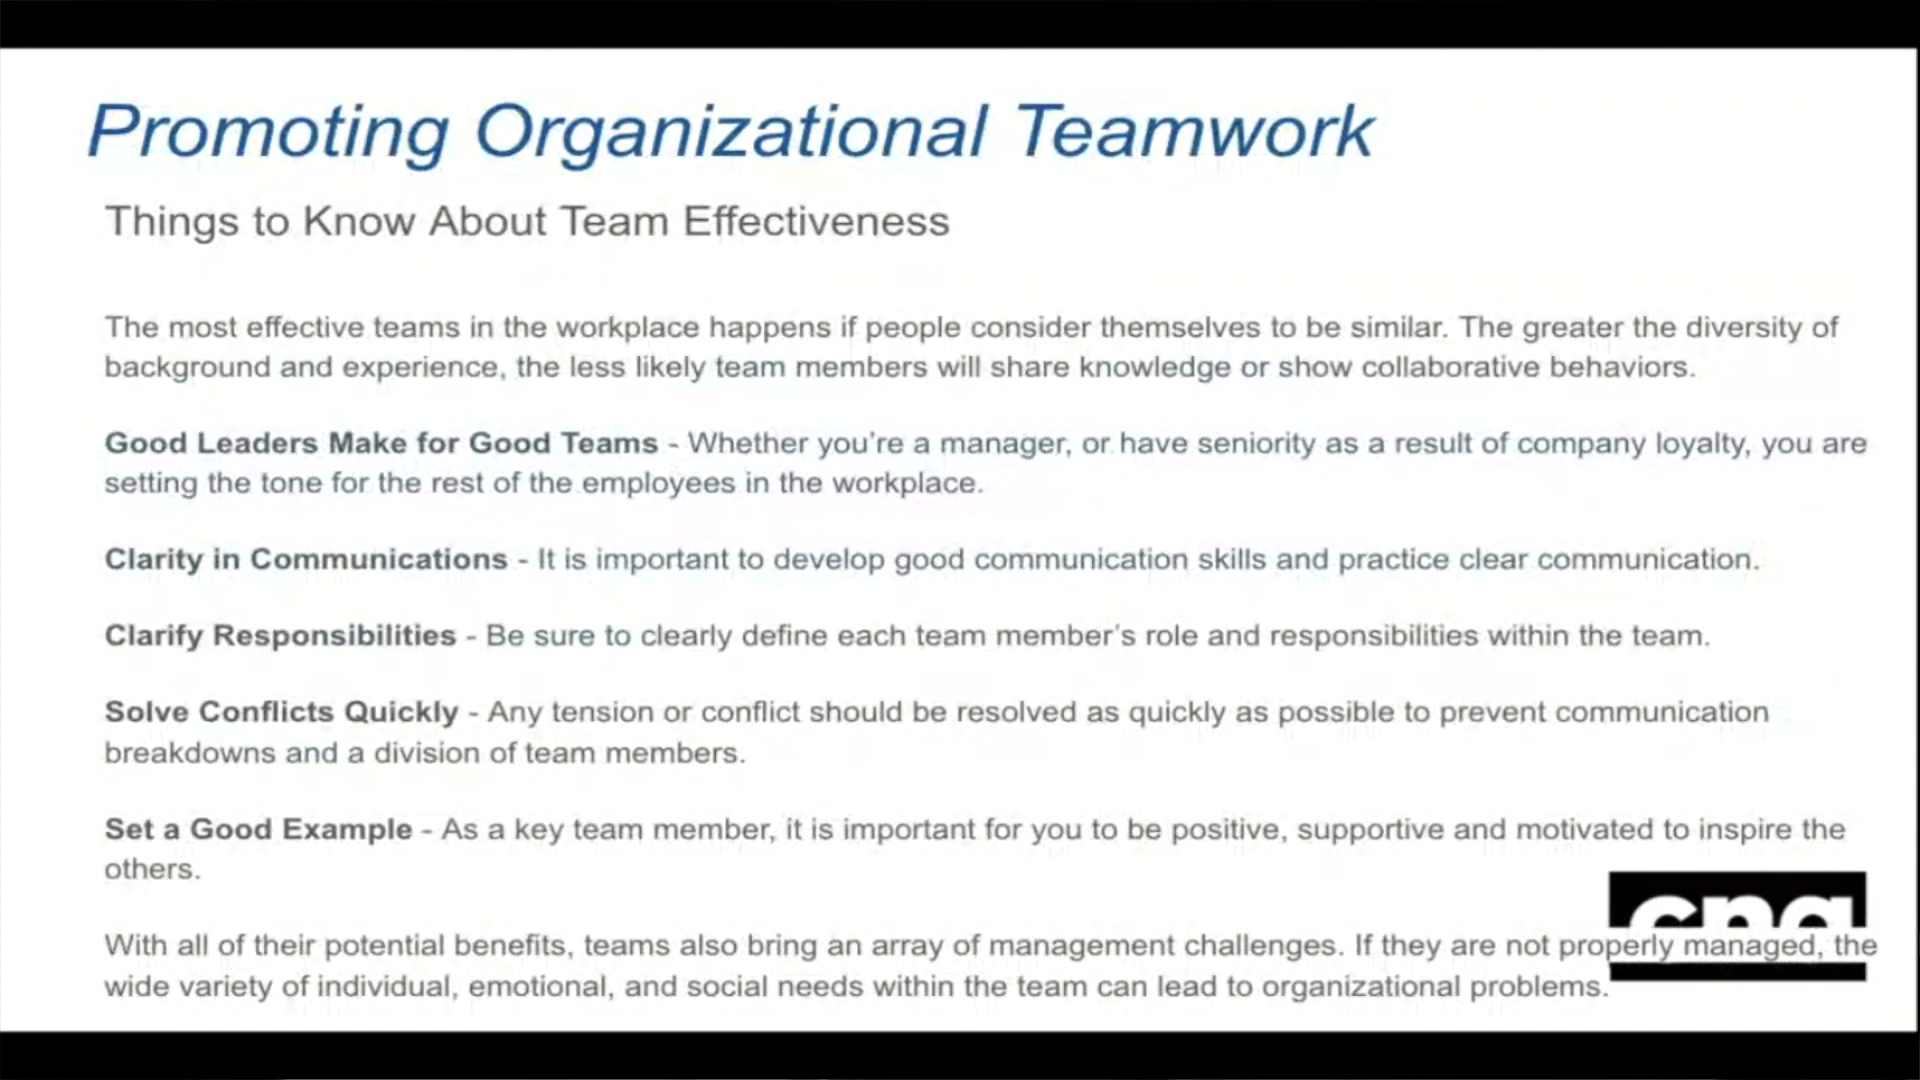 Promoting Organizational Teamwork
Things to Know About Team Effectiveness
The most effective teams in the workplace happens if people consider themselves to be similar. The greater the diversity of
background and experience, the less likely team members will share knowledge or show collaborative behaviors.
Good Leaders Make for Good Teams - Whether you're a manager, or have seniority as a result of company loyalty, you are
setting the tone for the rest of the employees in the workplace.
Clarity in Communications - It is important to develop good communication skills and practice clear communication.
Clarify Responsibilities - Be sure to clearly define each team member's role and responsibilities within the team.
Solve Conflicts Quickly - Any tension or conflict should be resolved as quickly as possible to prevent communication
breakdowns and a division of team members.
Set a Good Example - As a key team member, it is important for you to be positive, supportive and motivated to inspire the
others.
With all of their potential benefits, teams also bring an array of management challenges. If they are not properly managed, the
wide variety of individual, emotional, and social needs within the team can lead to organizational problems.